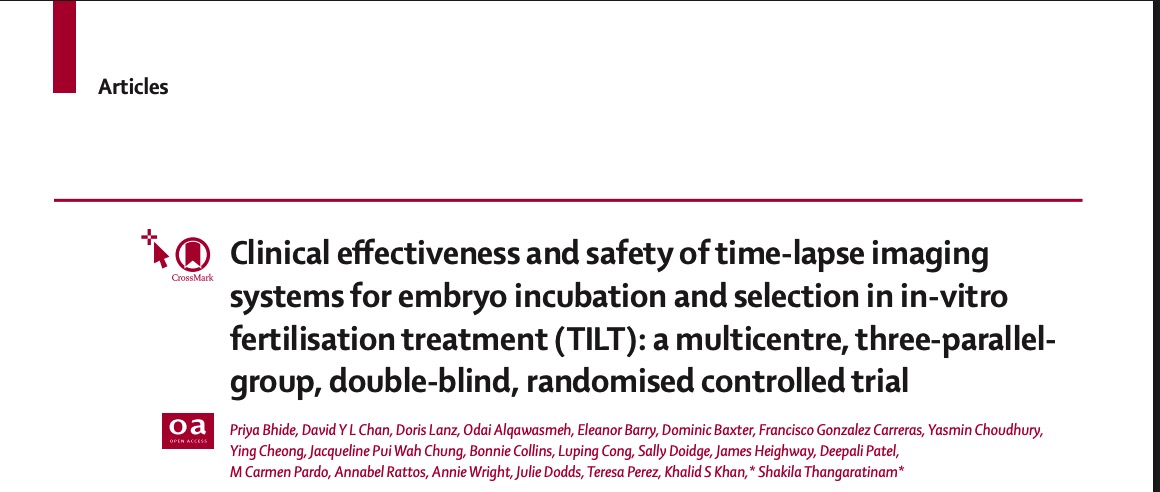 Articles
CrossMark
Clinical effectiveness and safety of time-lapse imaging
systems for embryo incubation and selection in in-vitro
fertilisation treatment (TILT): a multicentre, three-parallel-
group, double-blind, randomised controlled trial
oa
OPEN ACCESS
Priya Bhide, David Y L Chan, Doris Lanz, Odai Alqawasmeh, Eleanor Barry, Dominic Baxter, Francisco Gonzalez Carreras, Yasmin Choudhury,
Ying Cheong, Jacqueline Pui Wah Chung, Bonnie Collins, Luping Cong, Sally Doidge, James Heighway, Deepali Patel,
M Carmen Pardo, Annabel Rattos, Annie Wright, Julie Dodds, Teresa Perez, Khalid S Khan,* Shakila Thangaratinam*